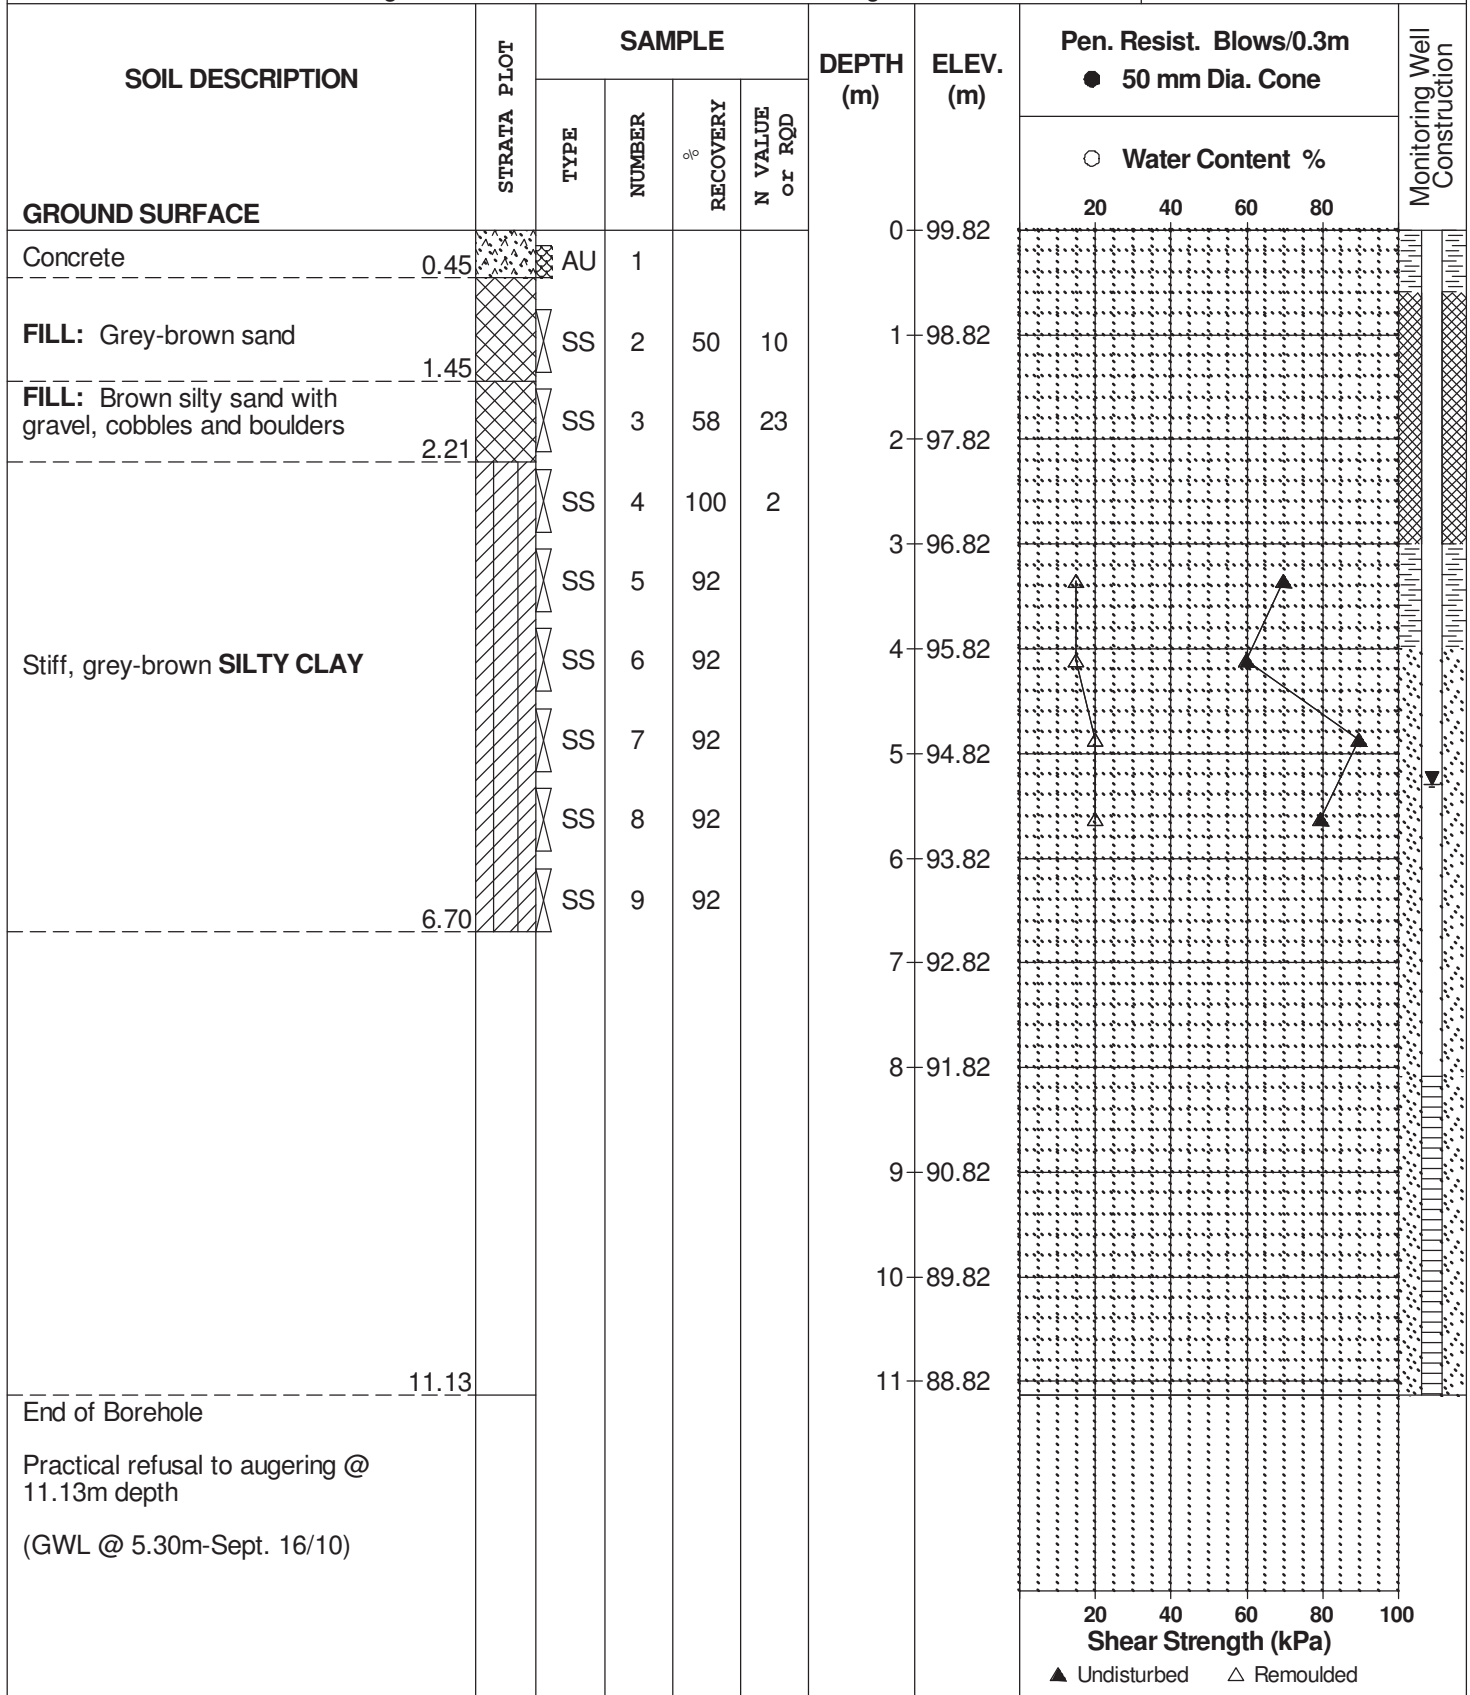 SOIL DESCRIPTION
GROUND SURFACE
STRATA PLOT
SAMPLE
TYPE
NUMBER
% RECOVERY
N VALUE or RQD
DEPTH (m)
ELEV. (m)
Pen. Resist. Blows/0.3m
● 50 mm Dia. Cone
○ Water Content %
20 40 60 80
Monitoring Well Construction
0 99.82
Concrete 0.45
AU 1
FILL: Grey-brown sand
1.45
SS 2 50 10
1 98.82
FILL: Brown silty sand with
gravel, cobbles and boulders
2.21
SS 3 58 23
2 97.82
SS 4 100 2
3 96.82
SS 5 92
4 95.82
Stiff, grey-brown SILTY CLAY
SS 6 92
SS 7 92
5 94.82
SS 8 92
6 93.82
SS 9 92
6.70
7 92.82
8 91.82
9 90.82
10 89.82
11 88.82
11.13
End of Borehole
Practical refusal to augering @
11.13m depth
(GWL @ 5.30m-Sept. 16/10)
20 40 60 80 100
Shear Strength (kPa)
▲ Undisturbed △ Remoulded